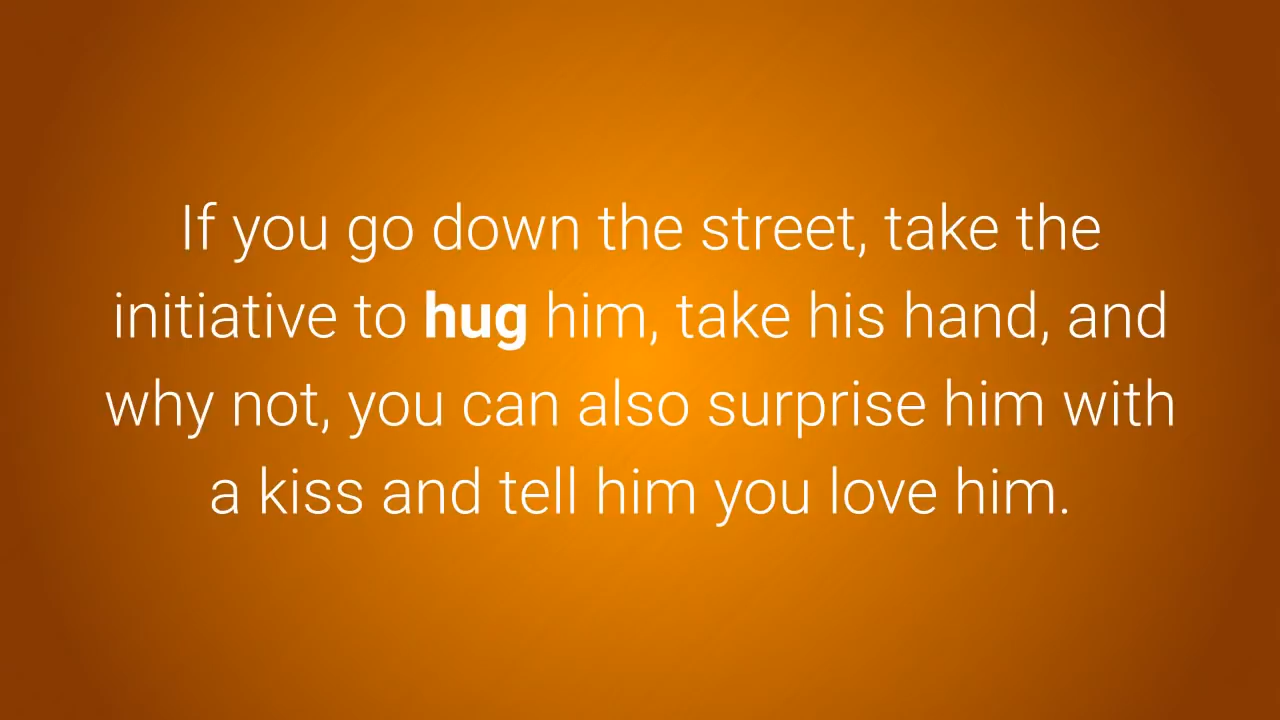 If you go down the street, take the
initiative to hug him, take his hand, and
why not, you can also surprise him with
a kiss and tell him you love him.